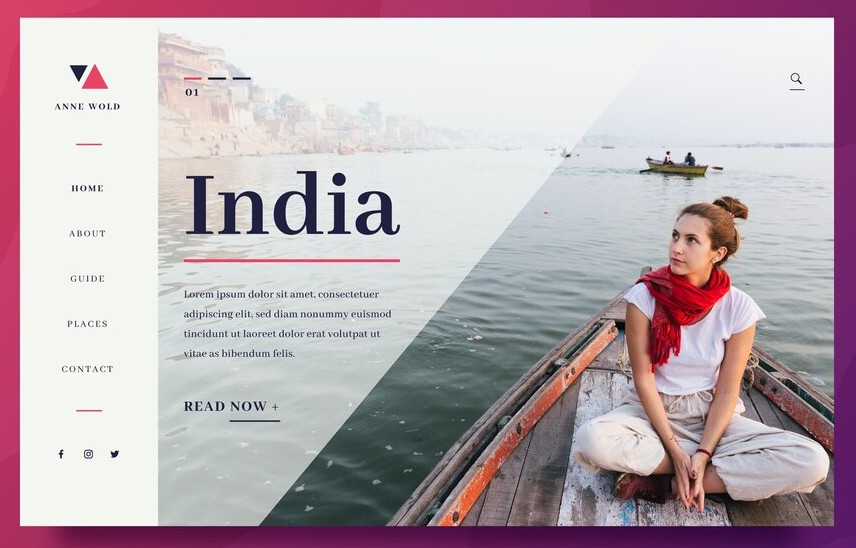 ANNE WOLD
HOME
ABOUT
GUIDE
PLACES
CONTACT
01
India
Lorem ipsum dolor sit amet, consectetuer
adipiscing elit, sed diam nonummy euismod
tincidunt ut laoreet dolor erat volutpat ut
vitae as bibendum felis.
READ NOW +